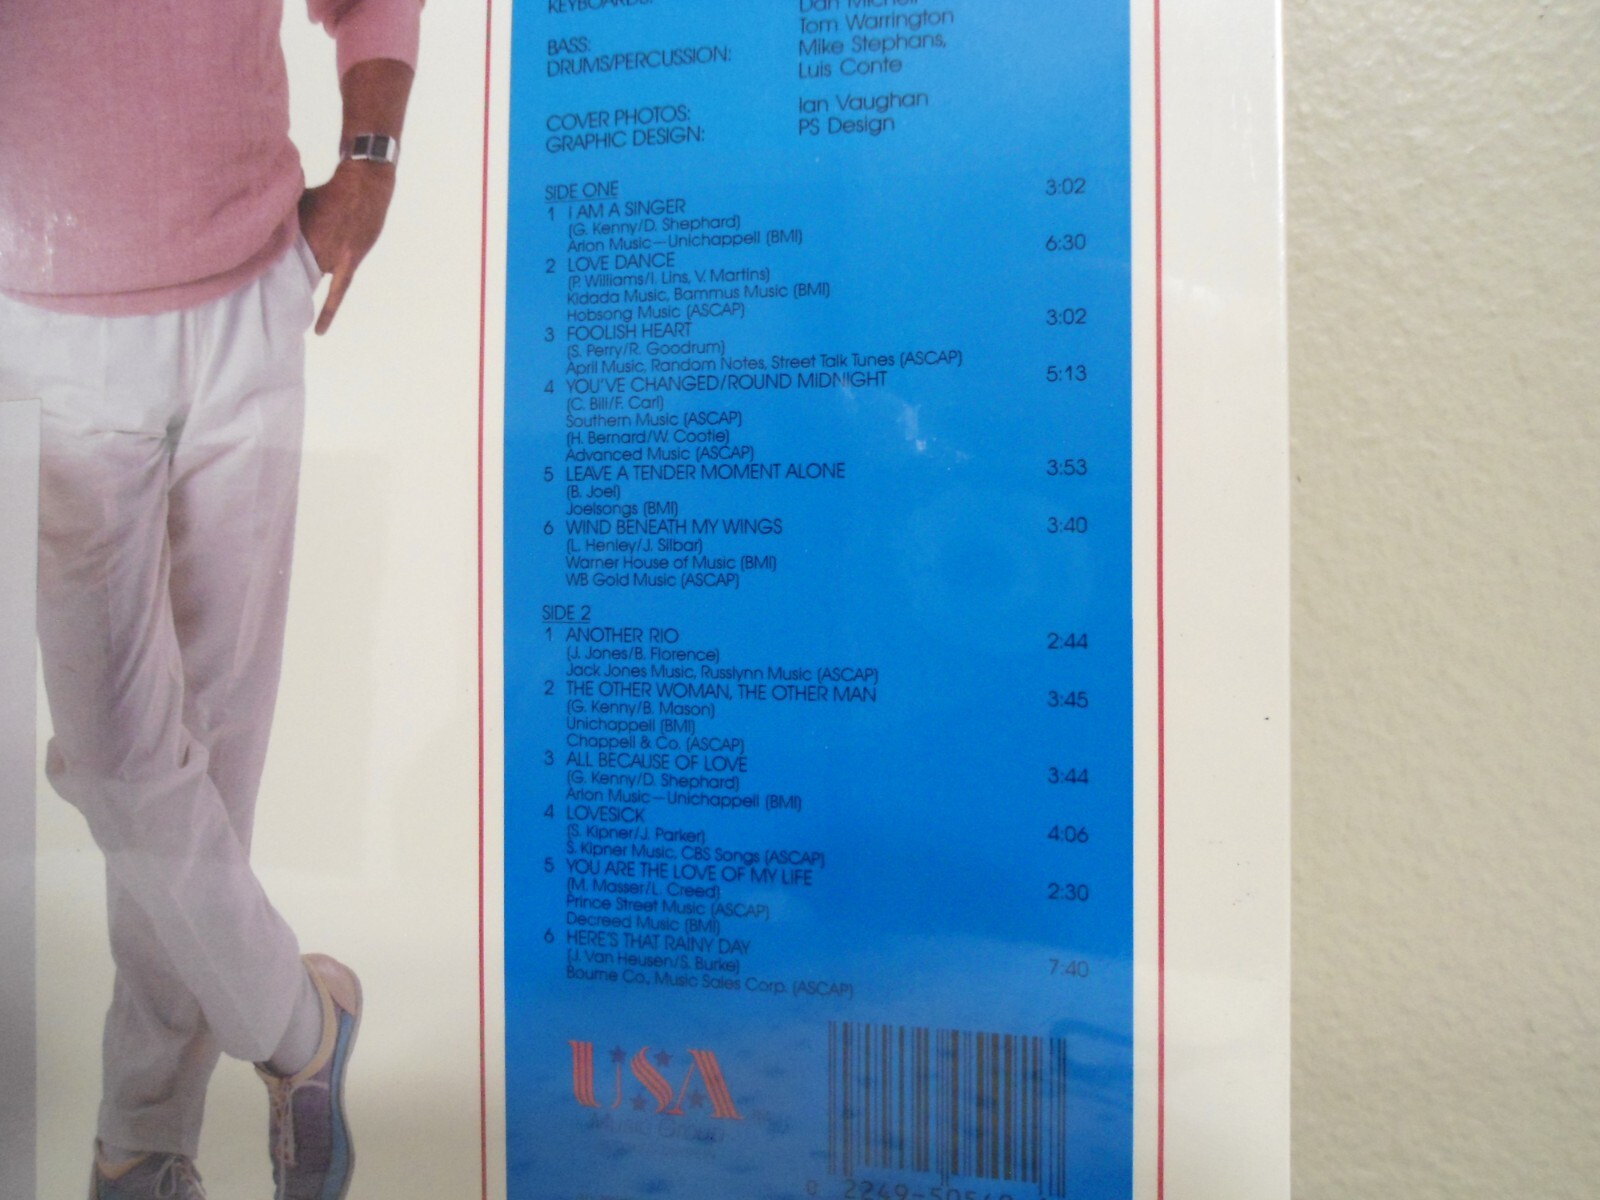 KEYBOARDS: Dan Michell
BASS: Tom Warrington
DRUMS/PERCUSSION: Mike Stephans,
Luis Conte
COVER PHOTOS: Ian Vaughan
GRAPHIC DESIGN: PS Design
SIDE ONE
1 I AM A SINGER 3:02
(G. Kenny/D. Shephard)
Arlon Music—Unichappell (BMI)
2 LOVE DANCE 6:30
(P. Williams/I. Lins, V. Martins)
Kidada Music, Bammus Music (BMI)
Hobsong Music (ASCAP)
3 FOOLISH HEART 3:02
(S. Perry/R. Goodrum)
April Music, Random Notes, Street Talk Tunes (ASCAP)
4 YOU'VE CHANGED/ROUND MIDNIGHT 5:13
(C. Bill/F. Carl)
Southern Music (ASCAP)
(H. Bernard/W. Cootie)
Advanced Music (ASCAP)
5 LEAVE A TENDER MOMENT ALONE 3:53
(B. Joel)
Joelsongs (BMI)
6 WIND BENEATH MY WINGS 3:40
(L. Henley/J. Silbar)
Warner House of Music (BMI)
WB Gold Music (ASCAP)
SIDE 2
1 ANOTHER RIO 2:44
(J. Jones/B. Florence)
Jack Jones Music, Russlynn Music (ASCAP)
2 THE OTHER WOMAN, THE OTHER MAN 3:45
(G. Kenny/B. Mason)
Unichappell (BMI)
Chappell & Co. (ASCAP)
3 ALL BECAUSE OF LOVE 3:44
(G. Kenny/D. Shephard)
Arlon Music—Unichappell (BMI)
4 LOVESICK 4:06
(S. Kipner/J. Parker)
S. Kipner Music, CBS Songs (ASCAP)
5 YOU ARE THE LOVE OF MY LIFE 2:30
(M. Masser/L. Creed)
Prince Street Music (ASCAP)
Decreed Music (BMI)
6 HERE'S THAT RAINY DAY 7:40
(J. Van Heusen/S. Burke)
Bourne Co., Music Sales Corp. (ASCAP)
USA
Music Group
0 2249-50540